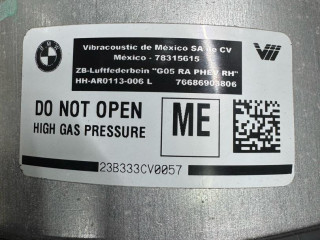 BMW
Vibracoustic de México SA de CV
México - 78315615
ZB-Luftfederbein "G05 RA PHEV RH"
HH-AR0113-006 L 76686903806
DO NOT OPEN
HIGH GAS PRESSURE
ME
23B333CV0057